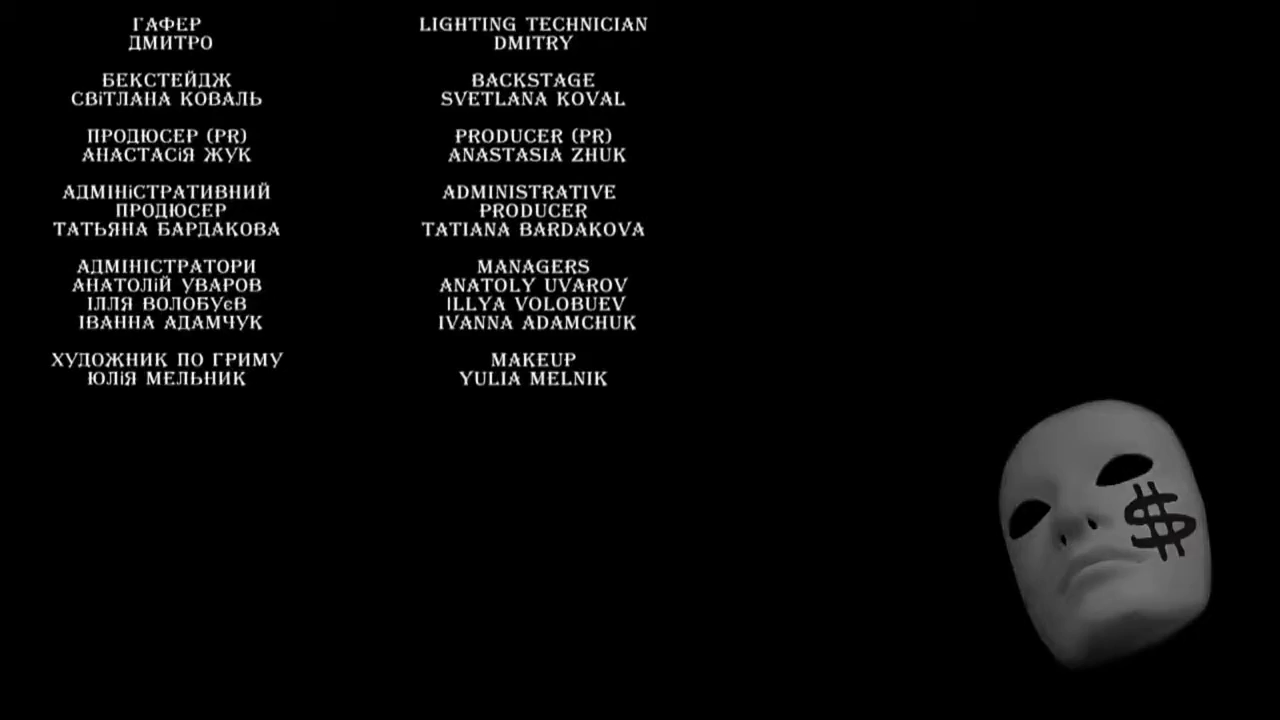 ГАФЕР
ДМИТРО
БЕКСТЕЙДЖ
СВіТЛАНА КОВАЛЬ
ПРОДЮСЕР (PR)
АНАСТАСіЯ ЖУК
АДМІНіСТРАТИВНИЙ
ПРОДЮСЕР
ТАТЬЯНА БАРДАКОВА
АДМІНІСТРАТОРИ
АНАТОЛіЙ УВАРОВ
ІЛЛЯ ВОЛОБУєВ
ІВАННА АДАМЧУК
ХУДОЖНИК ПО ГРИМУ
ЮЛіЯ МЕЛЬНИК
LIGHTING TECHNICIAN
DMITRY
BACKSTAGE
SVETLANA KOVAL
PRODUCER (PR)
ANASTASIA ZHUK
ADMINISTRATIVE
PRODUCER
TATIANA BARDAKOVA
MANAGERS
ANATOLY UVAROV
ILLYA VOLOBUEV
IVANNA ADAMCHUK
MAKEUP
YULIA MELNIK
$